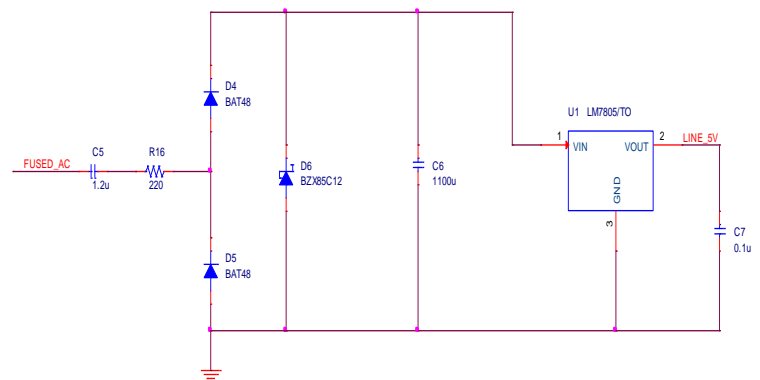 D4
BAT48
U1 LM7805/TO
1
2
LINE_5V
VIN
VOUT
GND
3
FUSED_AC
C5
1.2u
R16
220
D6
BZX85C12
C6
1100u
D5
BAT48
C7
0.1u